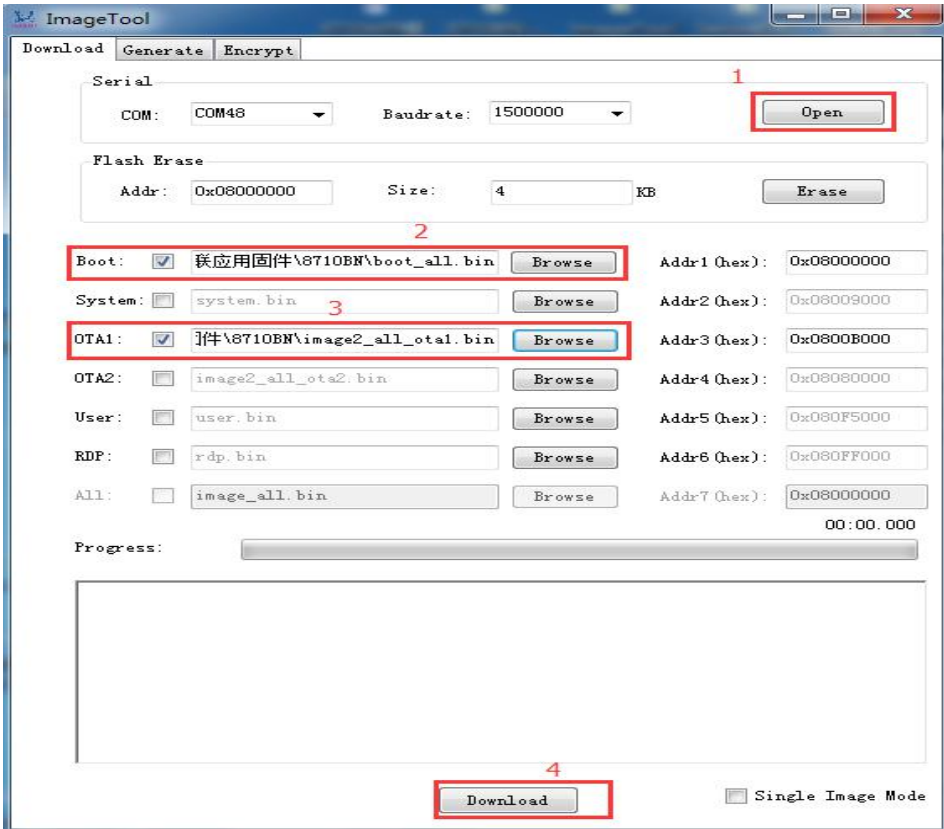 ImageTool
Download Generate Encrypt
Serial 1
COM: COM48 Baudrate: 1500000 Open
Flash Erase
Addr: 0x08000000 Size: 4 KB Erase
2
Boot: 联应用固件\8710BN\boot_all.bin Browse Addr1(hex): 0x08000000
System: system.bin Browse Addr2(hex): 0x08009000
3
OTA1: 件\8710BN\image2_all_ota1.bin Browse Addr3(hex): 0x0800B000
OTA2: image2_all_ota2.bin Browse Addr4(hex): 0x08080000
User: user.bin Browse Addr5(hex): 0x080F5000
RDP: rdp.bin Browse Addr6(hex): 0x080FF000
All: image_all.bin Browse Addr7(hex): 0x08000000
00:00.000
Progress:
4
Download Single Image Mode